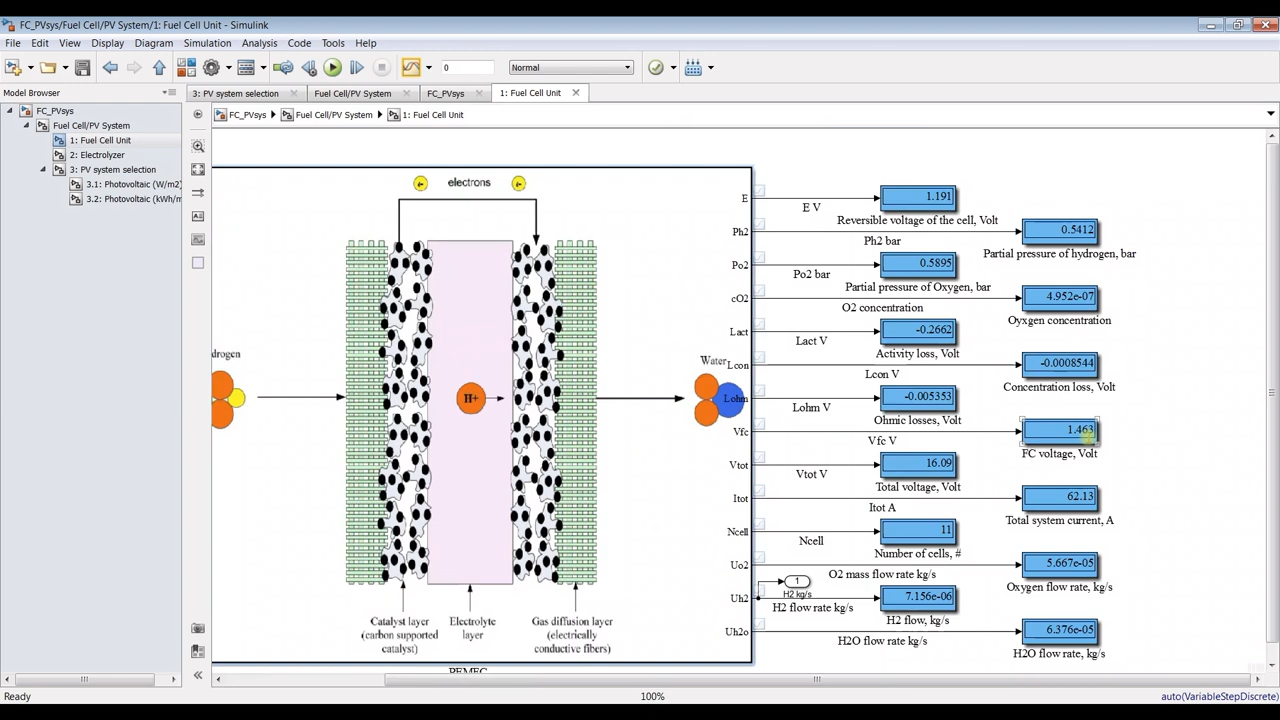 FC_PVsys/Fuel Cell/PV System/1: Fuel Cell Unit - Simulink
File Edit View Display Diagram Simulation Analysis Code Tools Help
0 Normal
Model Browser
3: PV system selection Fuel Cell/PV System FC_PVsys 1: Fuel Cell Unit
FC_PVsys Fuel Cell/PV System 1: Fuel Cell Unit
FC_PVsys
Fuel Cell/PV System
1: Fuel Cell Unit
2: Electrolyzer
3: PV system selection
3.1: Photovoltaic (W/m2)
3.2: Photovoltaic (kWh/m
e- electrons e-
drogen
H+
Water
Catalyst layer
(carbon supported
catalyst)
Electrolyte
layer
Gas diffusion layer
(electrically
conductive fibers)
PEMFC
E E V 1.191
Reversible voltage of the cell, Volt
Ph2 Ph2 bar 0.5412
Partial pressure of hydrogen, bar
Po2 Po2 bar 0.5895
Partial pressure of Oxygen, bar
cO2 O2 concentration 4.952e-07
Oyxgen concentration
Lact Lact V -0.2662
Activity loss, Volt
Lcon Lcon V -0.0008544
Concentration loss, Volt
Lohm Lohm V -0.005353
Ohmic losses, Volt
Vfc Vfc V 1.463
FC voltage, Volt
Vtot Vtot V 16.09
Total voltage, Volt
Itot Itot A 62.13
Total system current, A
Ncell Ncell 11
Number of cells, #
Uo2 O2 mass flow rate kg/s 5.667e-05
Oxygen flow rate, kg/s
1
H2 kg/s
Uh2 H2 flow rate kg/s 7.156e-06
H2 flow, kg/s
Uh2o H2O flow rate kg/s 6.376e-05
H2O flow rate, kg/s
Ready 100% auto(VariableStepDiscrete)